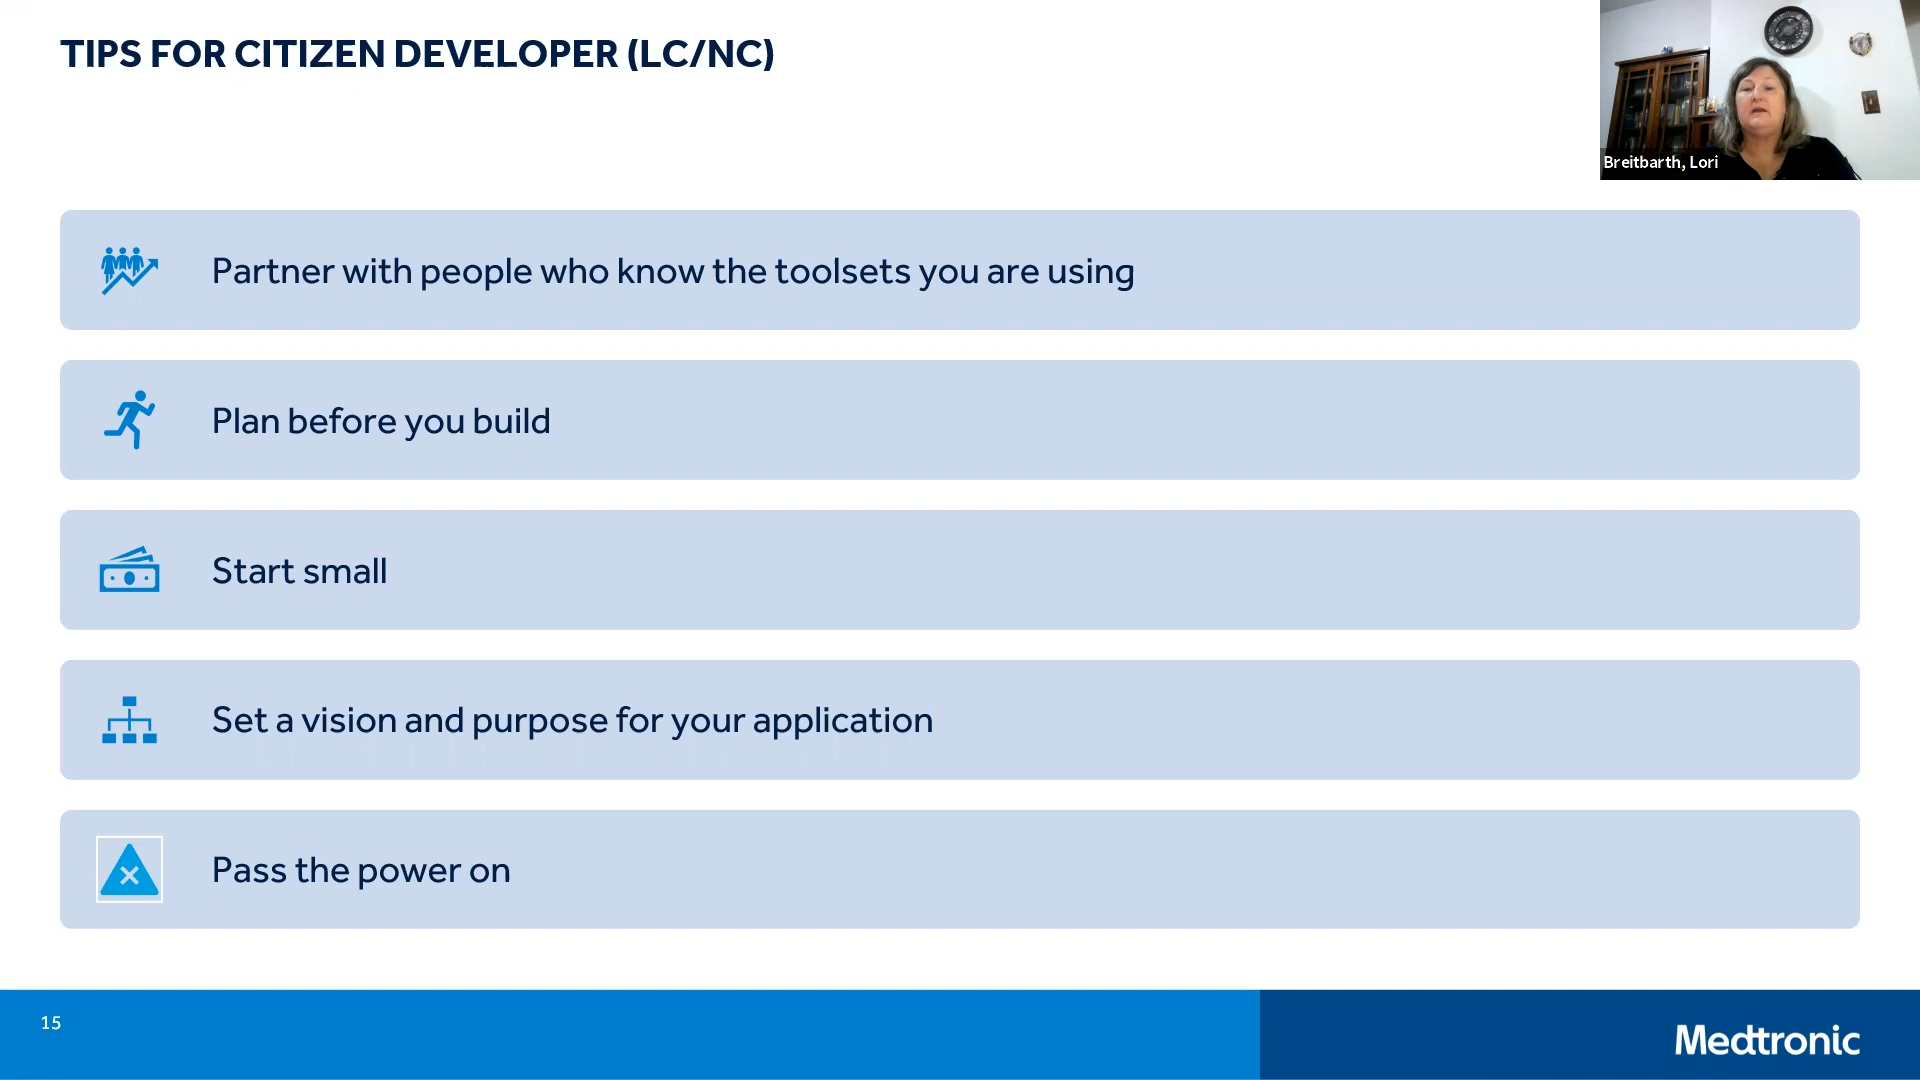 TIPS FOR CITIZEN DEVELOPER (LC/NC)
Breitbarth, Lori
Partner with people who know the toolsets you are using
Plan before you build
Start small
Set a vision and purpose for your application
Pass the power on
15
Medtronic